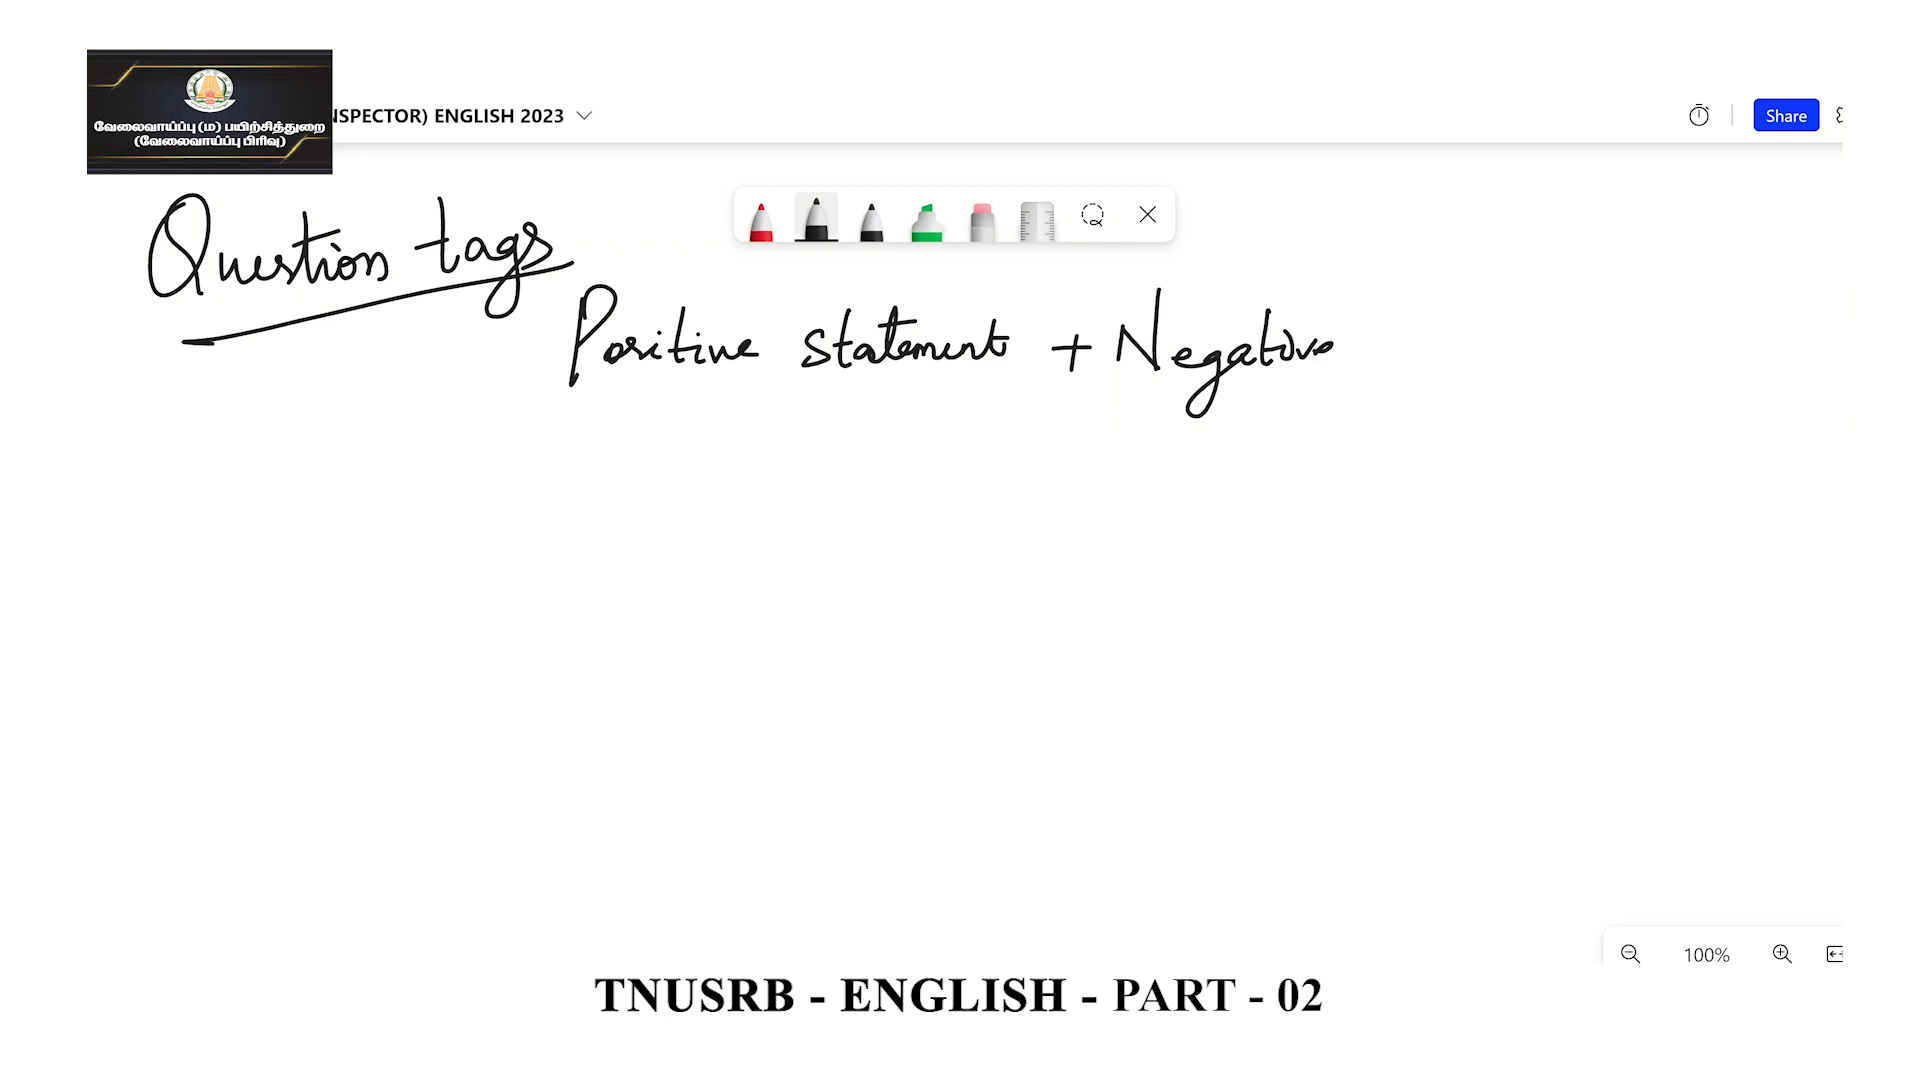 வேலைவாய்ப்பு (ம) பயிற்சித்துறை
(வேலைவாய்ப்பு பிரிவு)
NSPECTOR) ENGLISH 2023
Share
Question tags
Positive statement + Negative
100%
TNUSRB - ENGLISH - PART - 02